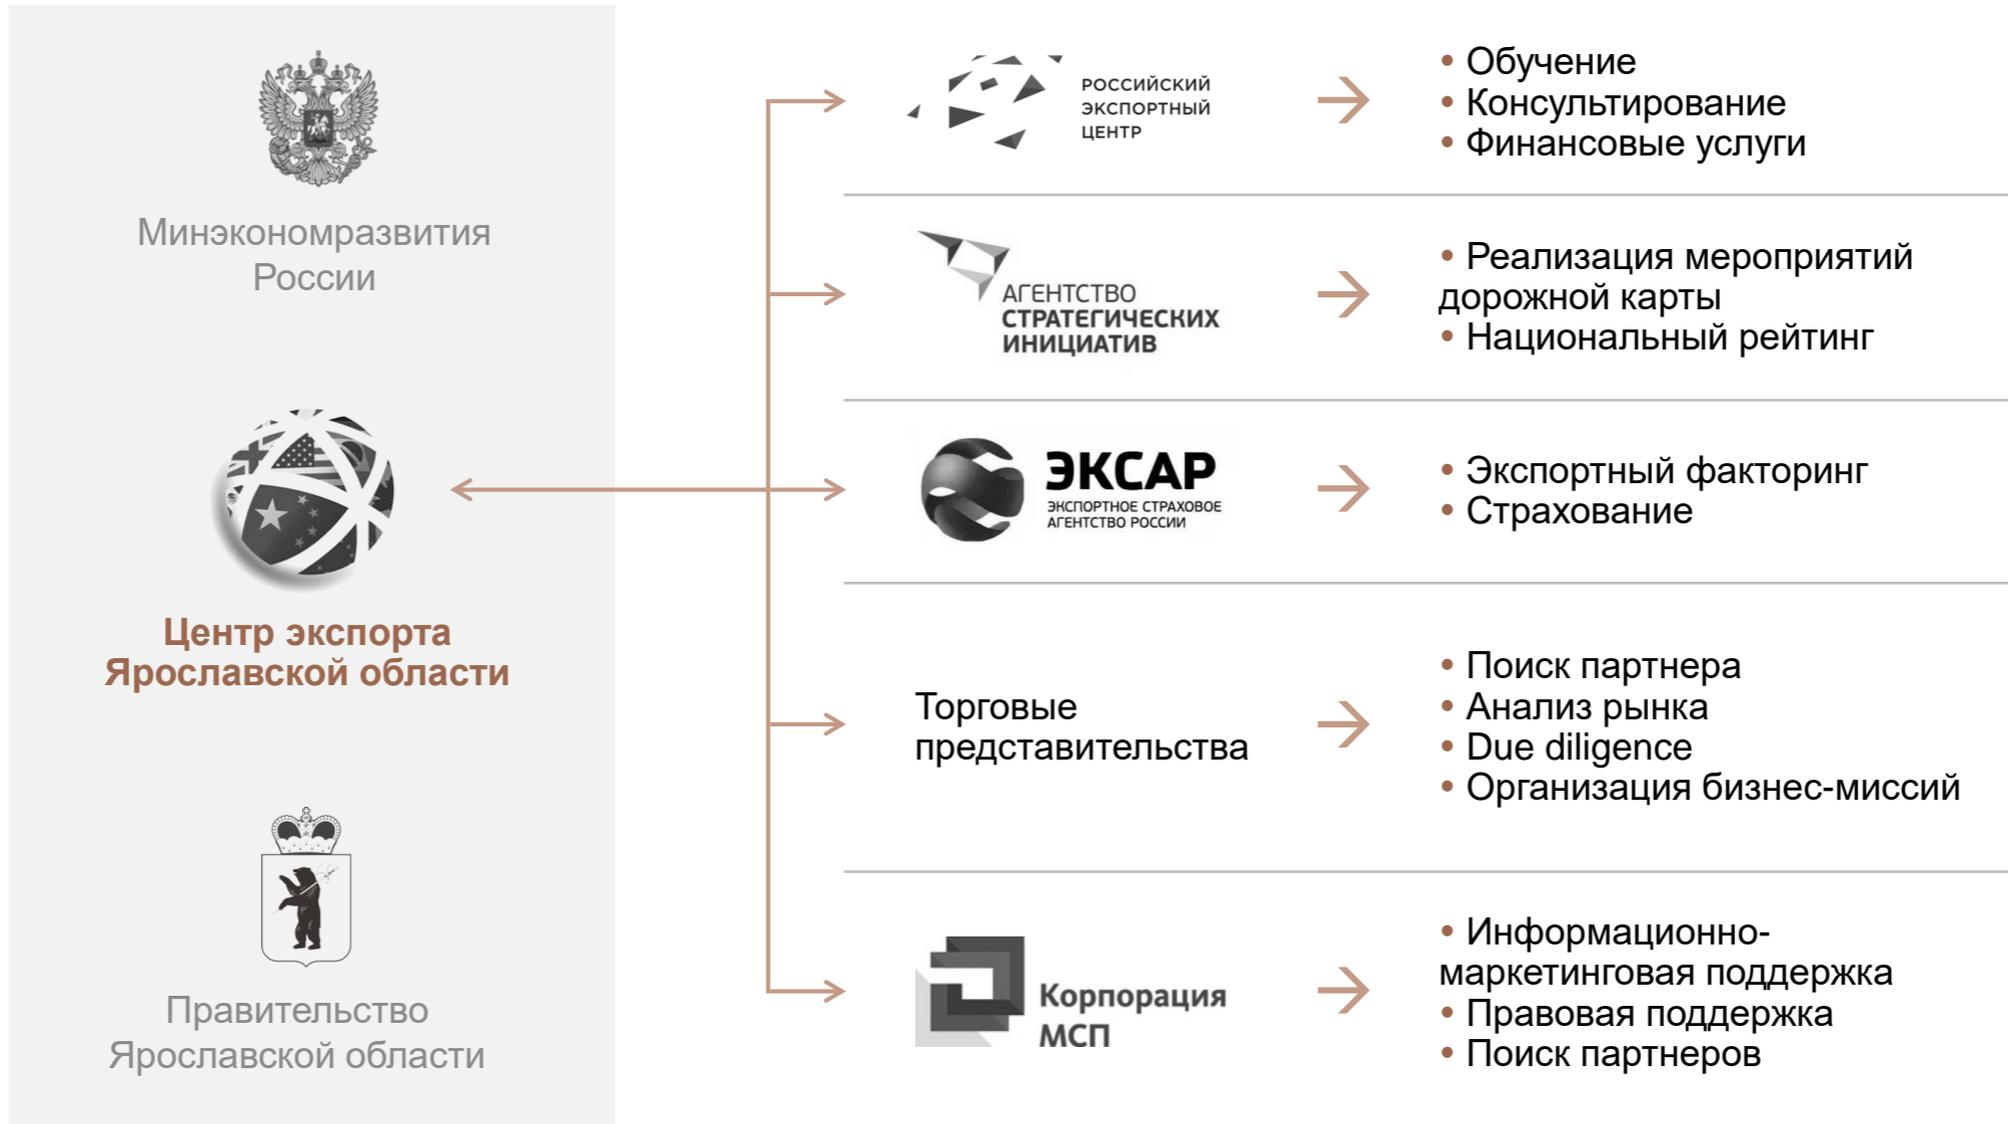 Минэкономразвития
России
Центр экспорта
Ярославской области
Правительство
Ярославской области
РОССИЙСКИЙ
ЭКСПОРТНЫЙ
ЦЕНТР
• Обучение
• Консультирование
• Финансовые услуги
АГЕНТСТВО
СТРАТЕГИЧЕСКИХ
ИНИЦИАТИВ
• Реализация мероприятий
дорожной карты
• Национальный рейтинг
ЭКСАР
ЭКСПОРТНОЕ СТРАХОВОЕ
АГЕНТСТВО РОССИИ
• Экспортный факторинг
• Страхование
Торговые
представительства
• Поиск партнера
• Анализ рынка
• Due diligence
• Организация бизнес-миссий
Корпорация
МСП
• Информационно-
маркетинговая поддержка
• Правовая поддержка
• Поиск партнеров